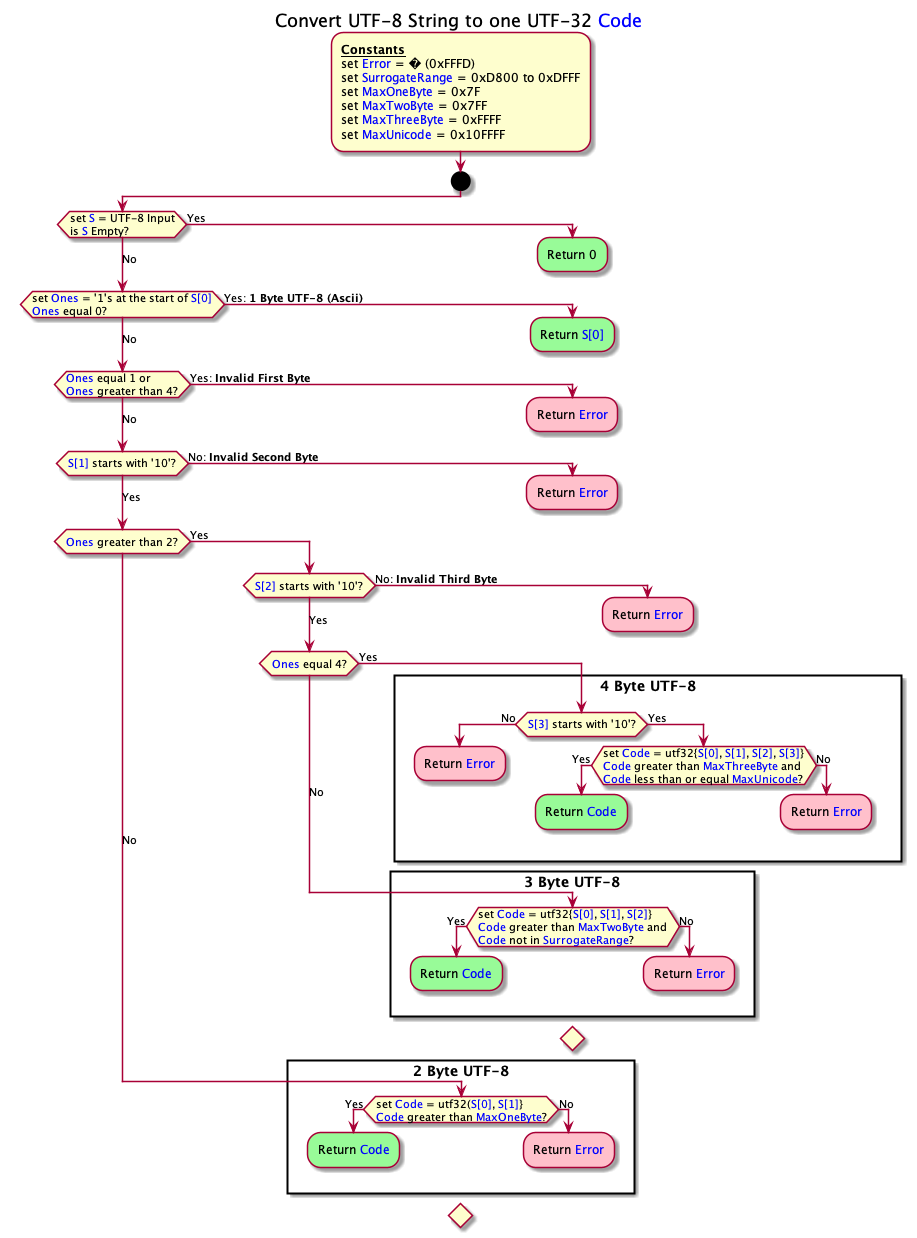 Convert UTF-8 String to one UTF-32 Code
Constants
set Error = � (0xFFFD)
set SurrogateRange = 0xD800 to 0xDFFF
set MaxOneByte = 0x7F
set MaxTwoByte = 0x7FF
set MaxThreeByte = 0xFFFF
set MaxUnicode = 0x10FFFF
set S = UTF-8 Input
is S Empty?
Yes
Return 0
No
set Ones = '1's at the start of S[0]
Ones equal 0?
Yes: 1 Byte UTF-8 (Ascii)
Return S[0]
No
Ones equal 1 or
Ones greater than 4?
Yes: Invalid First Byte
Return Error
No
S[1] starts with '10'?
No: Invalid Second Byte
Return Error
Yes
Ones greater than 2?
Yes
S[2] starts with '10'?
No: Invalid Third Byte
Return Error
Yes
Ones equal 4?
Yes
4 Byte UTF-8
S[3] starts with '10'?
No
Yes
Return Error
set Code = utf32{S[0], S[1], S[2], S[3]}
Code greater than MaxThreeByte and
Code less than or equal MaxUnicode?
Yes
No
Return Code
Return Error
No
No
3 Byte UTF-8
set Code = utf32{S[0], S[1], S[2]}
Code greater than MaxTwoByte and
Code not in SurrogateRange?
Yes
No
Return Code
Return Error
2 Byte UTF-8
set Code = utf32(S[0], S[1]}
Code greater than MaxOneByte?
Yes
No
Return Code
Return Error